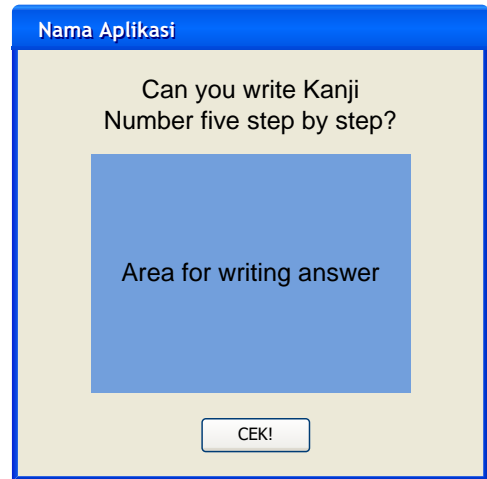 Nama Aplikasi
Can you write Kanji
Number five step by step?
Area for writing answer
CEK!